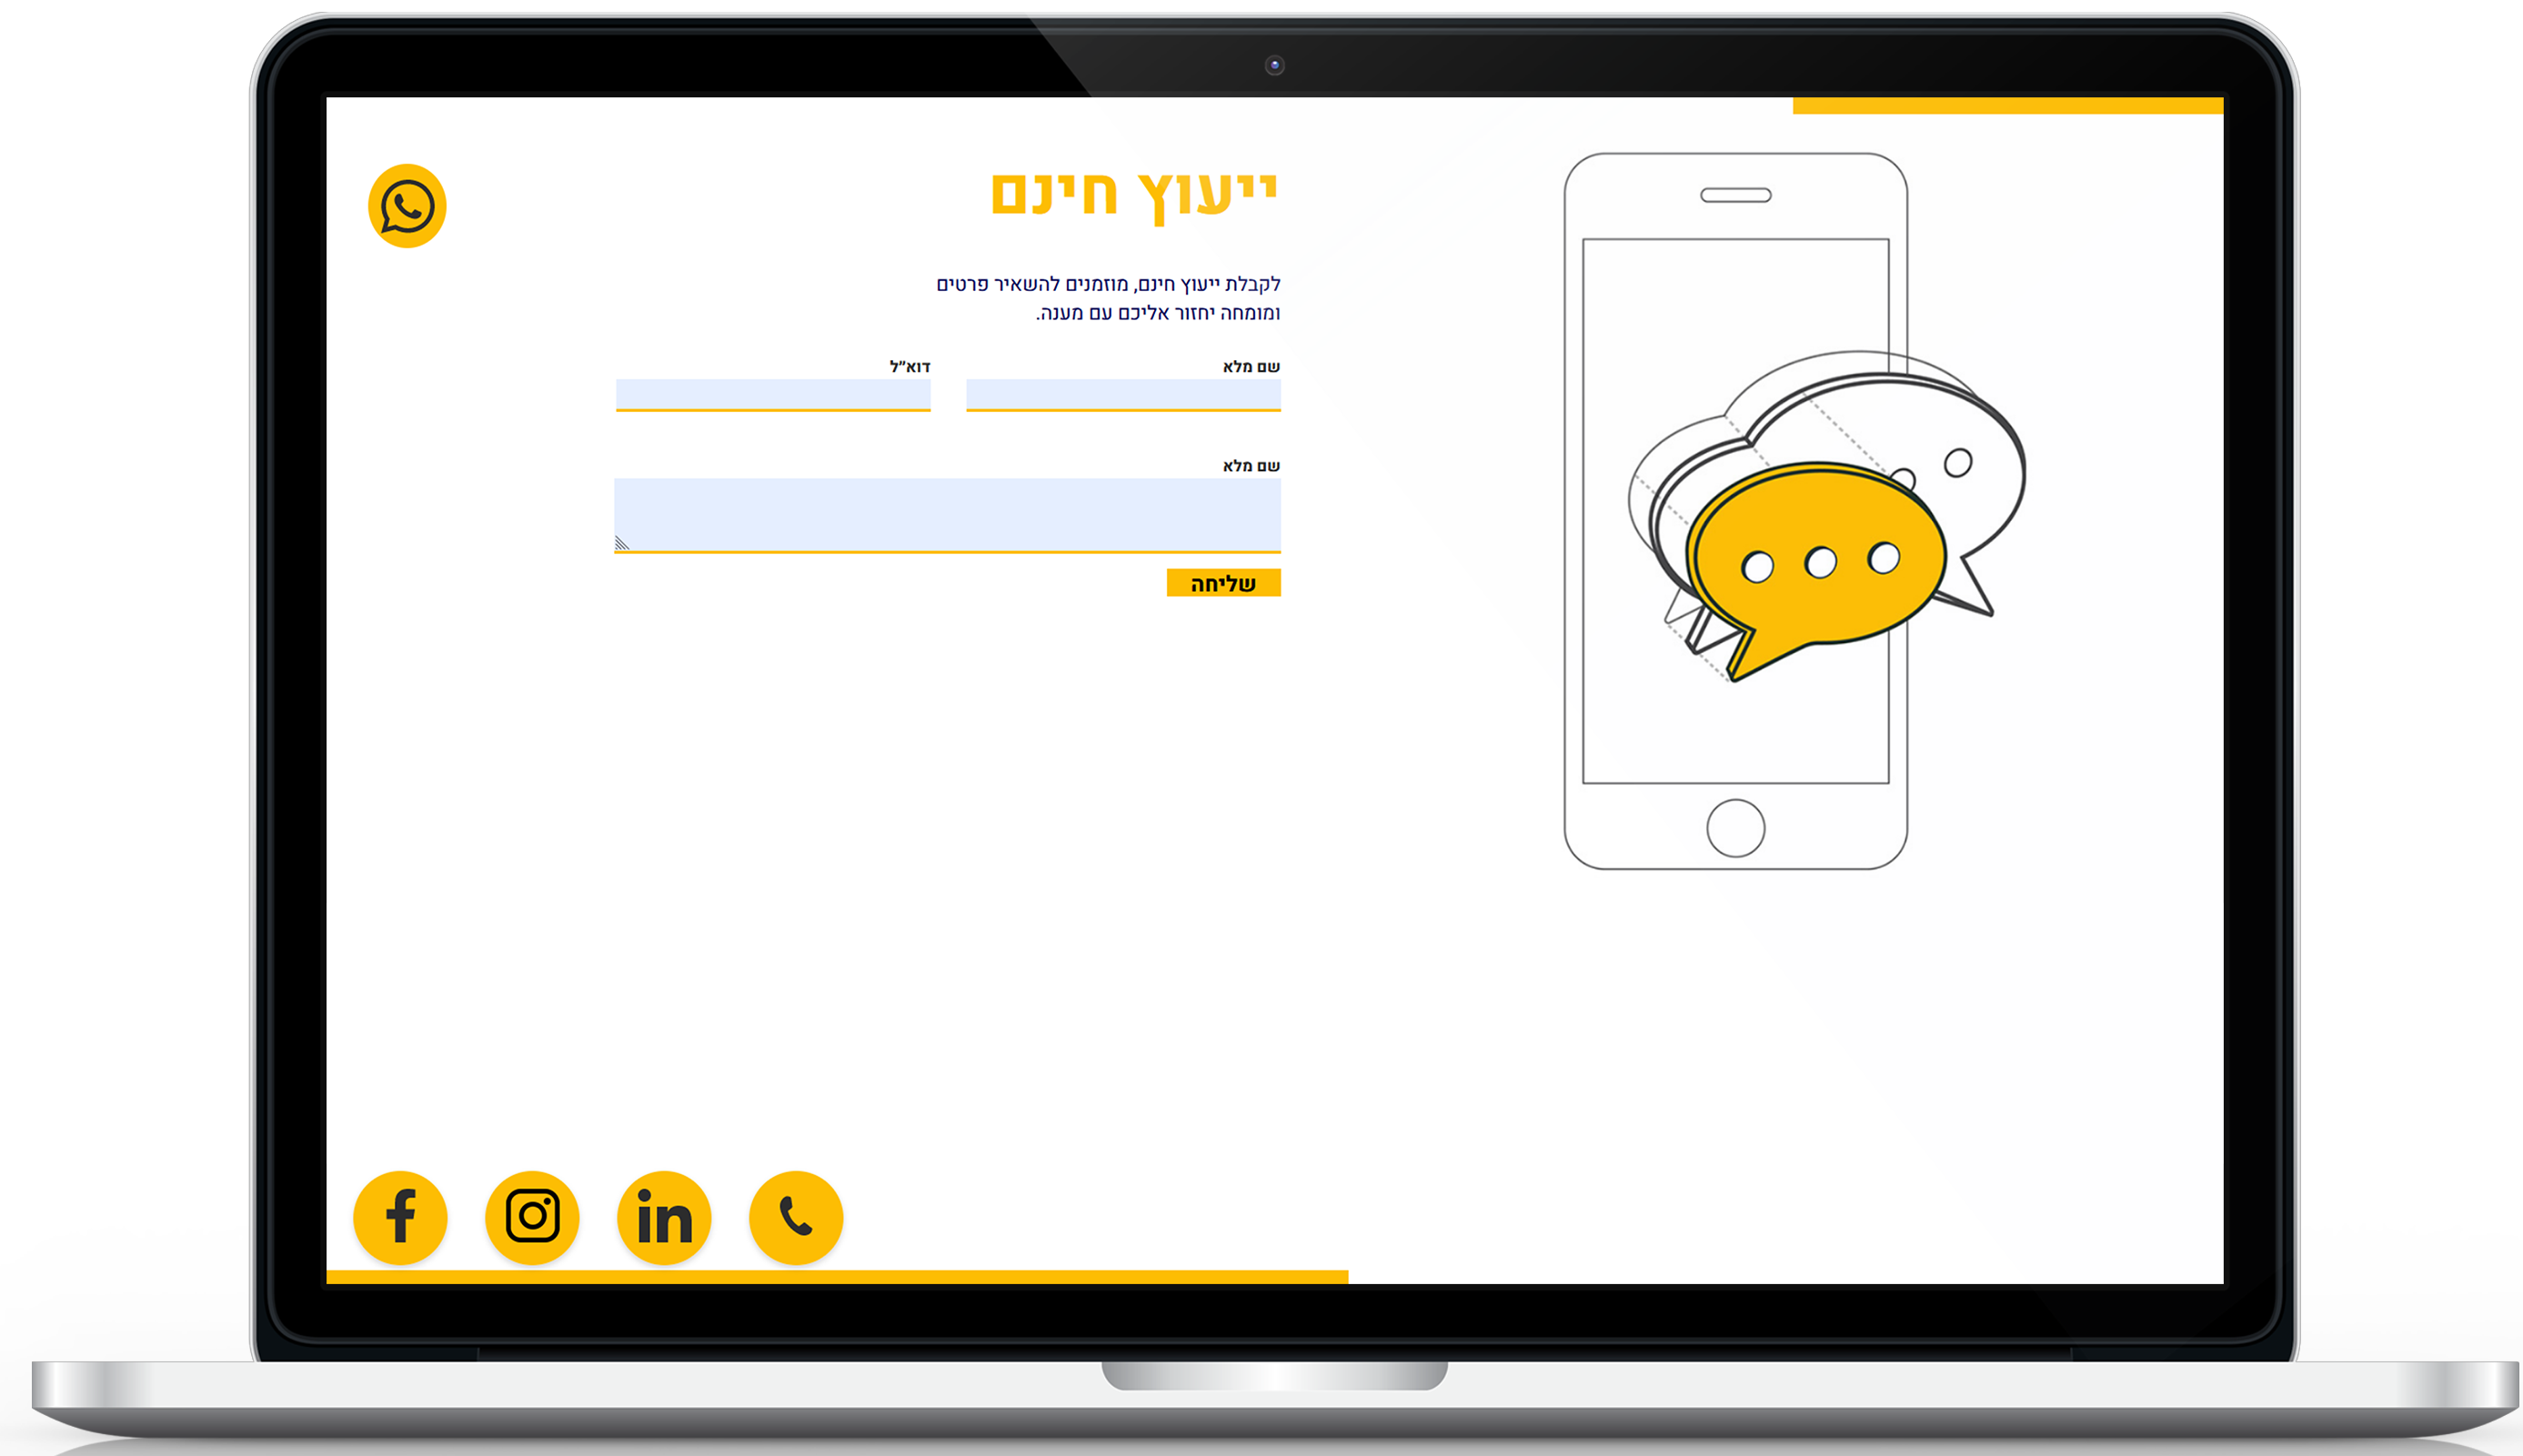 ייעוץ חינם
לקבלת ייעוץ חינם, מוזמנים להשאיר פרטים
ומומחה יחזור אליכם עם מענה.
שם מלא
דוא״ל
שם מלא
שליחה